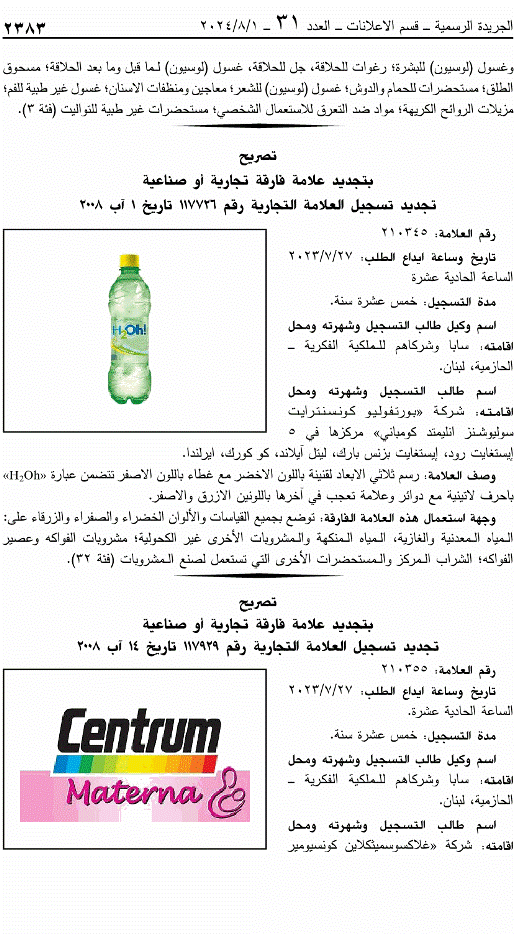 الجريدة الرسمية ــ قسم الاعلانات ــ العدد ٣١ ــ ٢٠٢٤/٨/١
٢٣٨٣
وغسول (لوسيون) للبشرة؛ رغوات للحلاقة، جل للحلاقة، غسول (لوسيون) لما قبل وما بعد الحلاقة؛ مسحوق
الطلق؛ مستحضرات للحمام والدوش؛ غسول (لوسيون) للشعر؛ معاجين ومنظفات الاسنان؛ غسول غير طبية للفم؛
مزيلات الروائح الكريهة؛ مواد ضد التعرق للاستعمال الشخصي؛ مستحضرات غير طبية للتواليت (فئة ٣).
تصريح
بتجديد علامة فارقة تجارية أو صناعية
تجديد تسجيل العلامة التجارية رقم ١١٧٧٢٦ تاريخ ١ آب ٢٠٠٨
رقم العلامة: ٢١٠٣٤٥
تاريخ وساعة ايداع الطلب: ٢٠٢٣/٧/٢٧
الساعة الحادية عشرة
مدة التسجيل: خمس عشرة سنة.
اسم وكيل طالب التسجيل وشهرته ومحل
اقامته: سابا وشركاهم للملكية الفكرية ــ
الحازمية، لبنان.
اسم طالب التسجيل وشهرته ومحل
اقامته: شركة «بورتفوليو كونسنترايت
سوليوشنز انليمتد كومباني» مركزها في ٥
إيستغايت رود، إيستغايت بزنس بارك، ليتل آيلاند، كو كورك، ايرلندا.
H₂Oh!
وصف العلامة: رسم ثلاثي الابعاد لقنينة باللون الاخضر مع غطاء باللون الاصفر تتضمن عبارة «H₂Oh»
باحرف لاتينية مع دوائر وعلامة تعجب في آخرها باللونين الازرق والاصفر.
وجهة استعمال هذه العلامة الفارقة: توضع بجميع القياسات والألوان الخضراء والصفراء والزرقاء على:
المياه المعدنية والغازية، المياه المنكهة والمشروبات الأخرى غير الكحولية؛ مشروبات الفواكه وعصير
الفواكه؛ الشراب المركز والمستحضرات الأخرى التي تستعمل لصنع المشروبات (فئة ٣٢).
تصريح
بتجديد علامة فارقة تجارية أو صناعية
تجديد تسجيل العلامة التجارية رقم ١١٧٩٢٩ تاريخ ١٤ آب ٢٠٠٨
رقم العلامة: ٢١٠٣٥٥
تاريخ وساعة ايداع الطلب: ٢٠٢٣/٧/٢٧
الساعة الحادية عشرة.
مدة التسجيل: خمس عشرة سنة.
اسم وكيل طالب التسجيل وشهرته ومحل
اقامته: سابا وشركاهم للملكية الفكرية ــ
الحازمية، لبنان.
اسم طالب التسجيل وشهرته ومحل
اقامته: شركة «غلاكسوسميثكلاين كونسيومير
Centrum
Materna